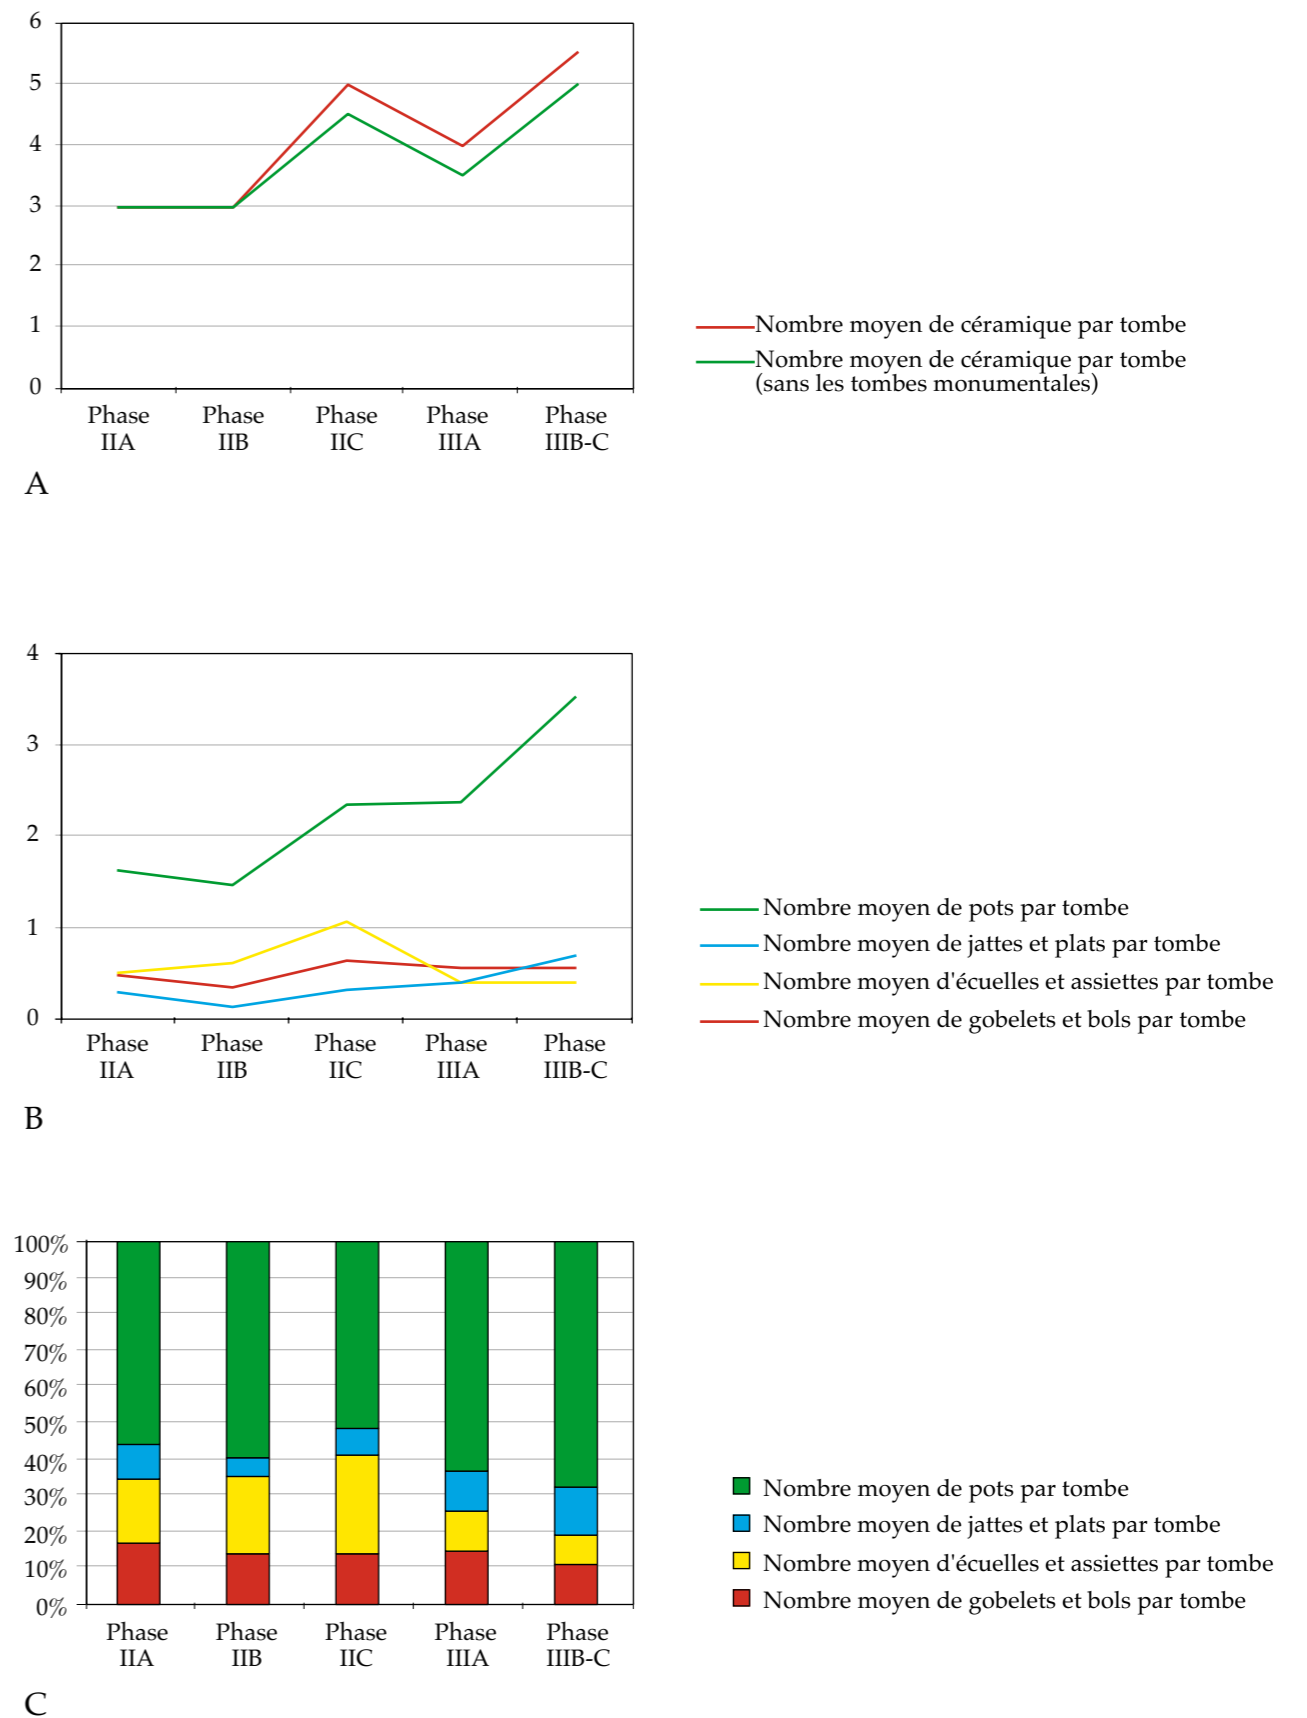 6
5
4
3
2
1
0
Phase
IIA
Phase
IIB
Phase
IIC
Phase
IIIA
Phase
IIIB-C
Nombre moyen de céramique par tombe
Nombre moyen de céramique par tombe
(sans les tombes monumentales)
A
4
3
2
1
0
Phase
IIA
Phase
IIB
Phase
IIC
Phase
IIIA
Phase
IIIB-C
Nombre moyen de pots par tombe
Nombre moyen de jattes et plats par tombe
Nombre moyen d'écuelles et assiettes par tombe
Nombre moyen de gobelets et bols par tombe
B
100%
90%
80%
70%
60%
50%
40%
30%
20%
10%
0%
Phase
IIA
Phase
IIB
Phase
IIC
Phase
IIIA
Phase
IIIB-C
Nombre moyen de pots par tombe
Nombre moyen de jattes et plats par tombe
Nombre moyen d'écuelles et assiettes par tombe
Nombre moyen de gobelets et bols par tombe
C